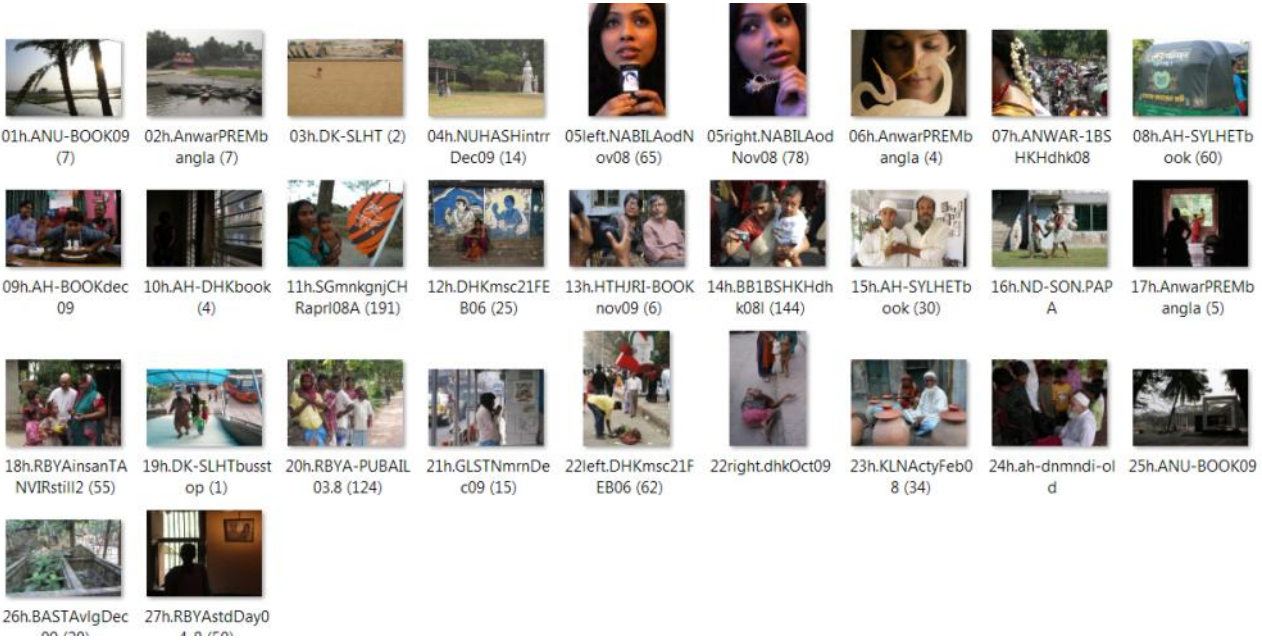 01h.ANU-BOOK09
(7)
02h.AnwarPREMb
angla (7)
03h.DK-SLHT (2)
04h.NUHASHintrr
Dec09 (14)
05left.NABILAodN
ov08 (65)
05right.NABILAod
Nov08 (78)
06h.AnwarPREMb
angla (4)
07h.ANWAR-1BS
HKHdhk08
08h.AH-SYLHETb
ook (60)
09h.AH-BOOKdec
09
10h.AH-DHKbook
(4)
11h.SGmnkgnjCH
Raprl08A (191)
12h.DHKmsc21FE
B06 (25)
13h.HTHJRI-BOOK
nov09 (6)
14h.BB1BSHKHdh
k08l (144)
15h.AH-SYLHETb
ook (30)
16h.ND-SON.PAP
A
17h.AnwarPREMb
angla (5)
18h.RBYAinsanTA
NVIRstill2 (55)
19h.DK-SLHTbusst
op (1)
20h.RBYA-PUBAIL
03.8 (124)
21h.GLSTNmrnDe
c09 (15)
22left.DHKmsc21F
EB06 (62)
22right.dhkOct09
23h.KLNActyFeb0
8 (34)
24h.ah-dnmndi-ol
d
25h.ANU-BOOK09
26h.BASTAvlgDec
27h.RBYAstdDay0